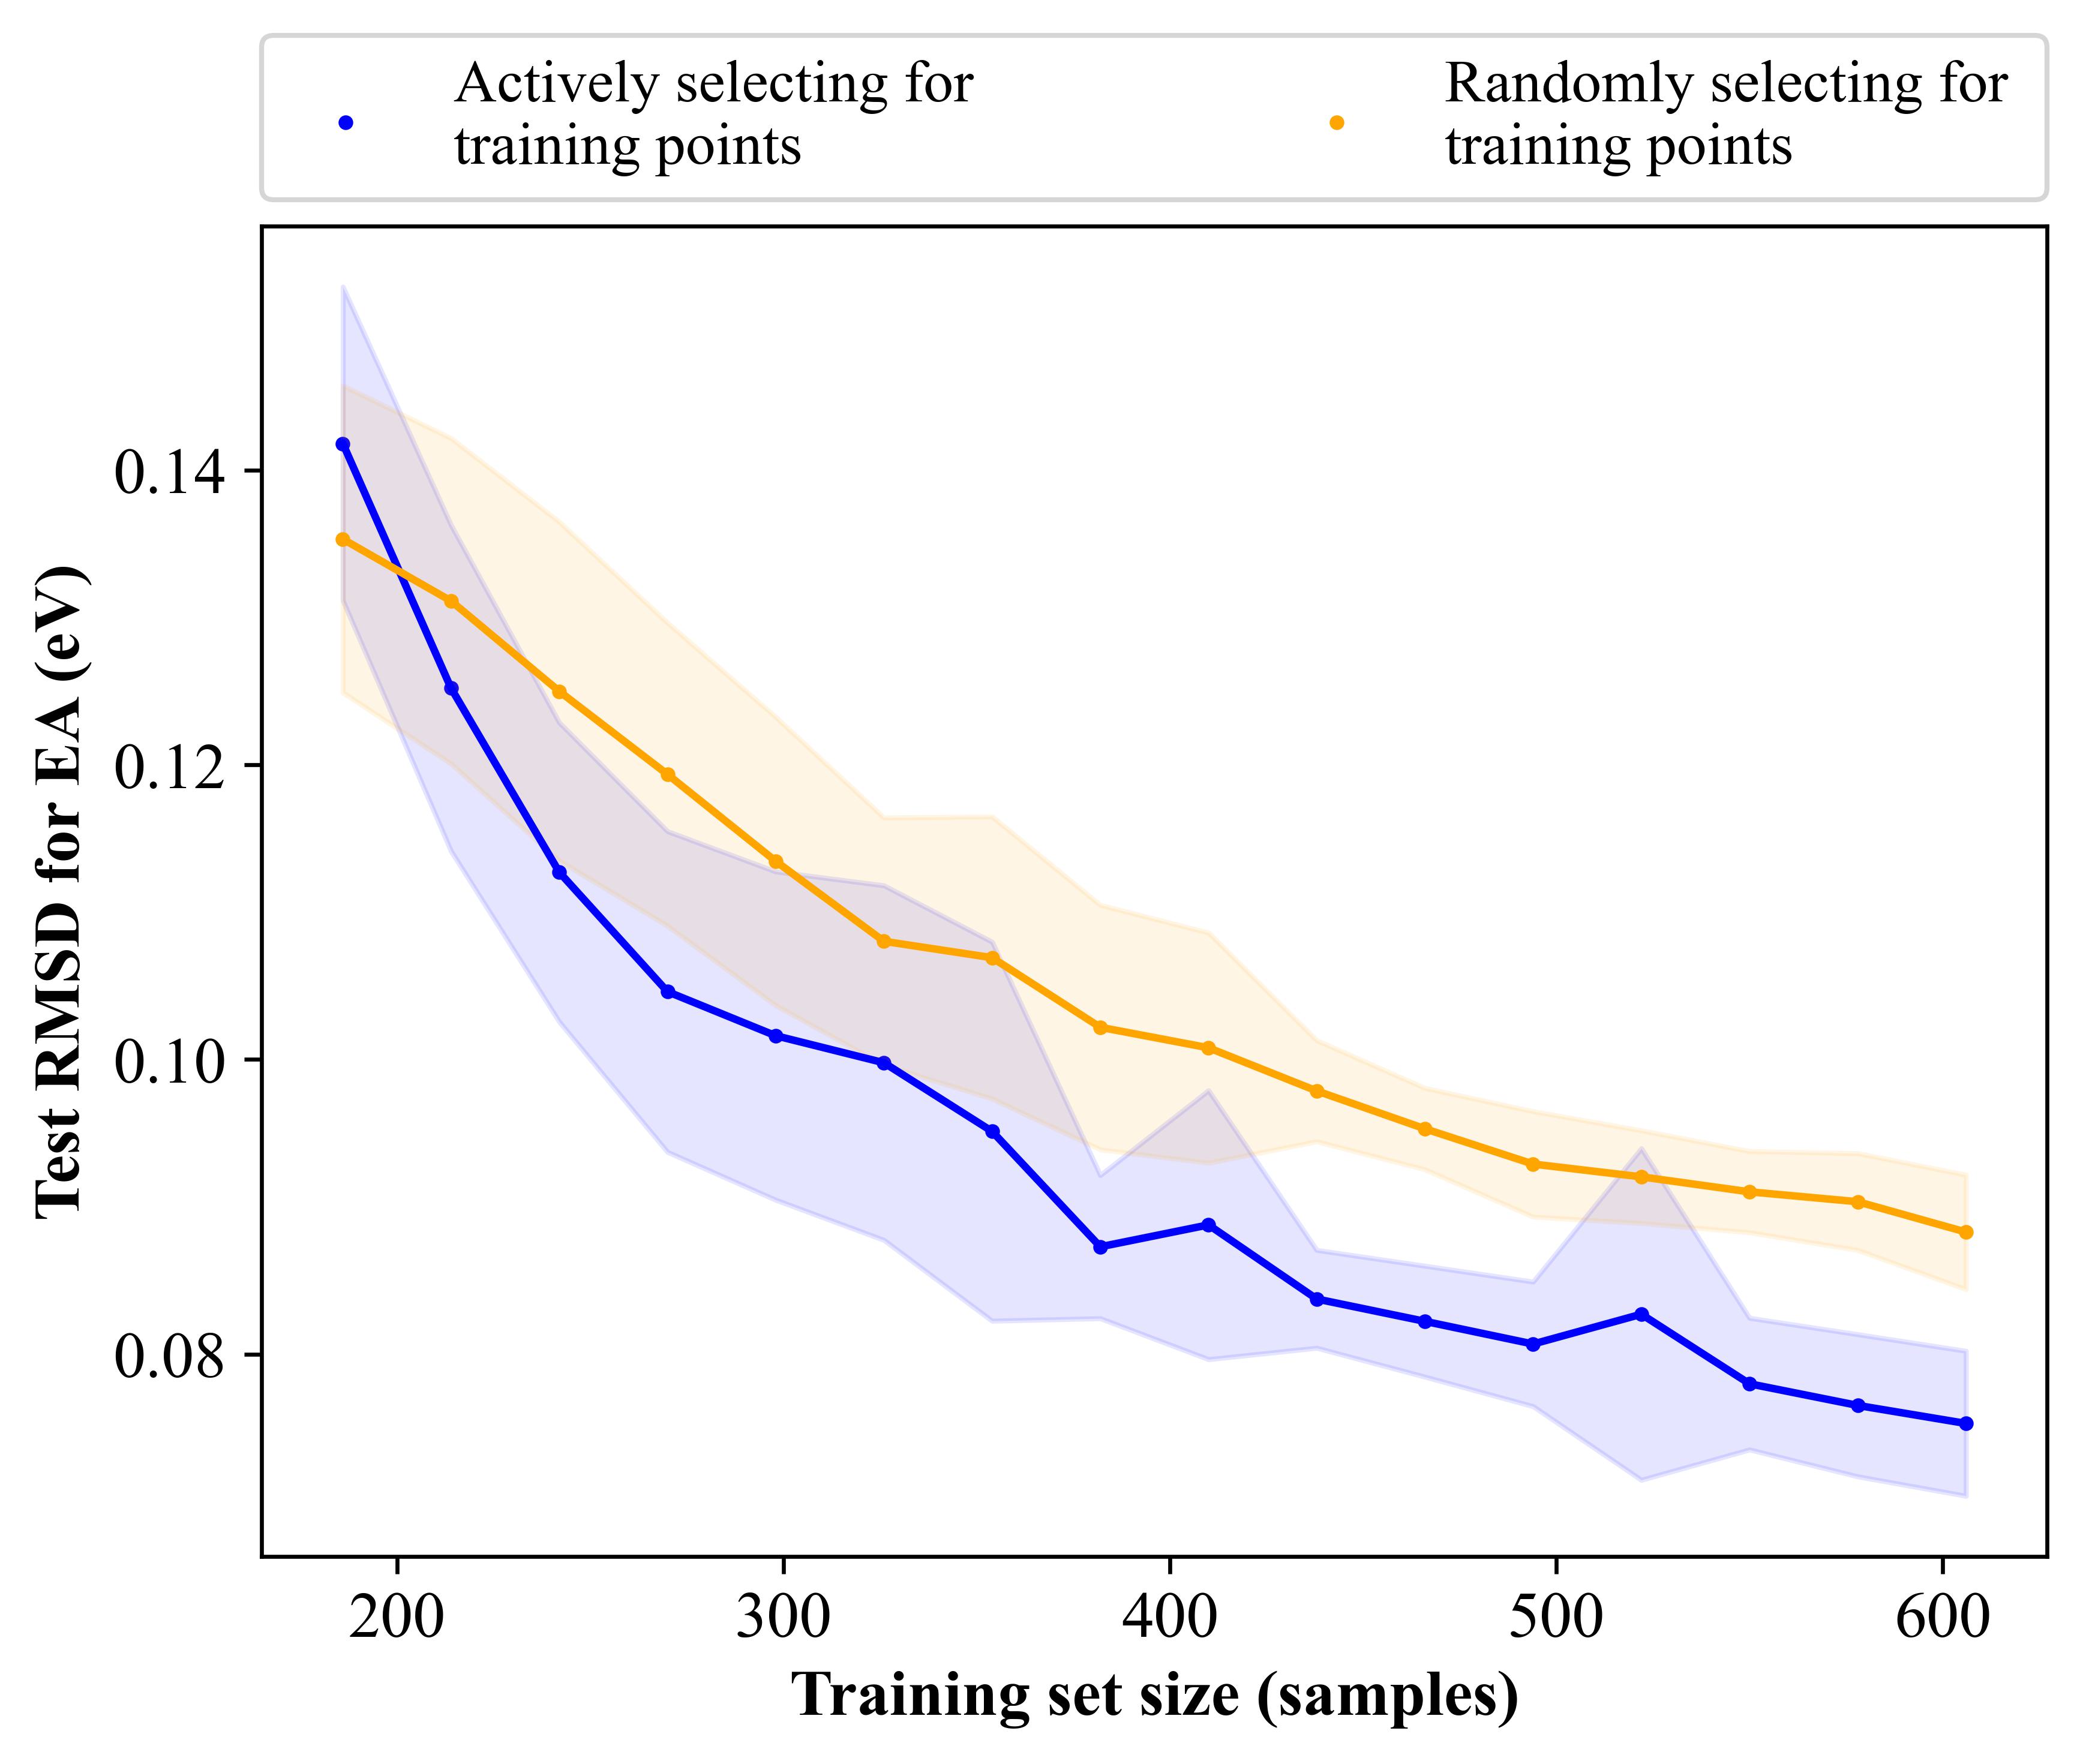 Actively selecting for
training points
Randomly selecting for
training points
Test RMSD for EA (eV)
0.14
0.12
0.10
0.08
200 300 400 500 600
Training set size (samples)